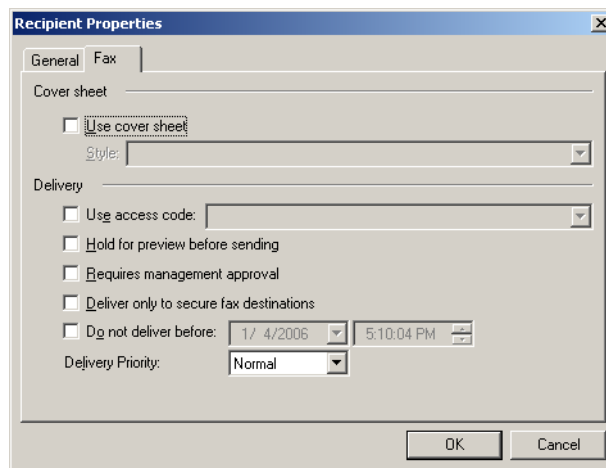 Recipient Properties
General Fax
Cover sheet
Use cover sheet
Style:
Delivery
Use access code:
Hold for preview before sending
Requires management approval
Deliver only to secure fax destinations
Do not deliver before: 1/ 4/2006 5:10:04 PM
Delivery Priority: Normal
OK Cancel